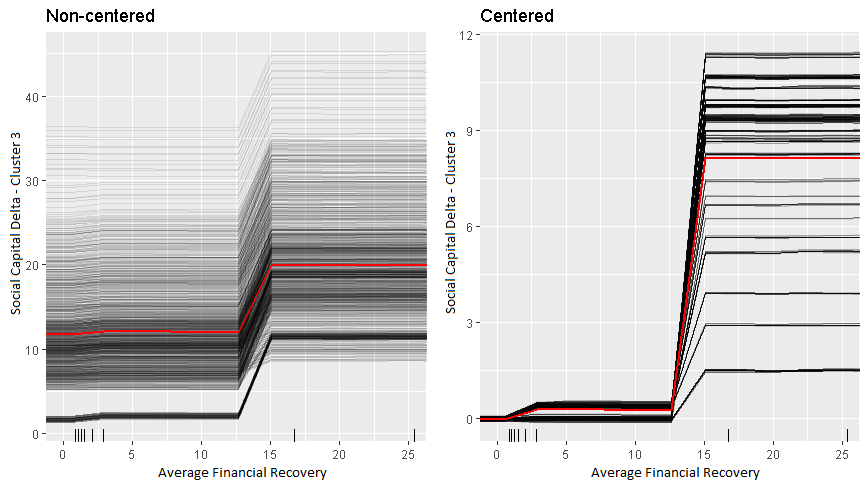 Non-centered
Social Capital Delta - Cluster 3
40
30
20
10
0
0 5 10 15 20 25
Average Financial Recovery
Centered
Social Capital Delta - Cluster 3
12
9
6
3
0
0 5 10 15 20 25
Average Financial Recovery